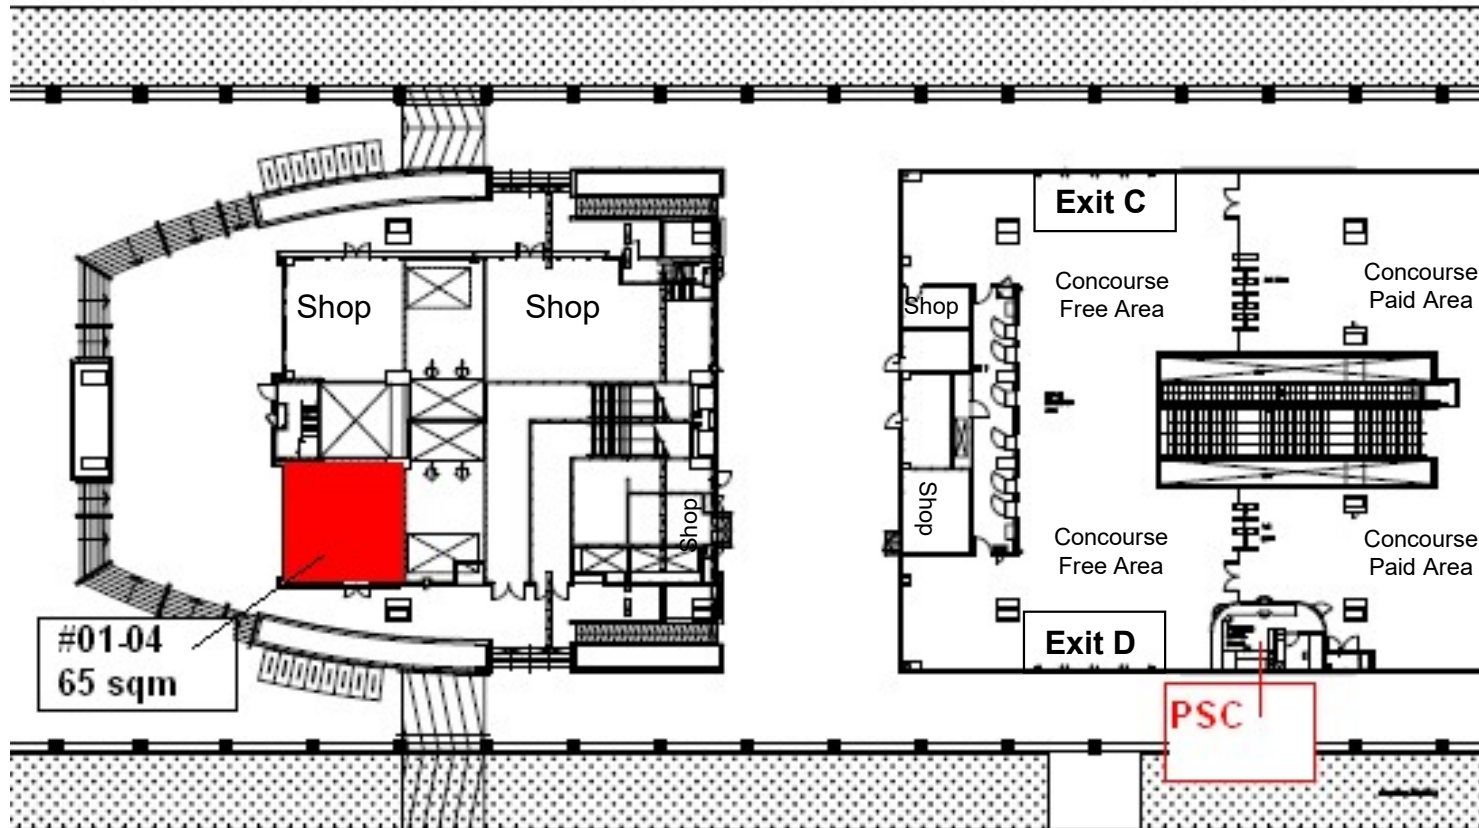 Exit C
Concourse
Free Area
Concourse
Paid Area
Shop
Shop
Shop
Shop
Shop
Concourse
Free Area
Concourse
Paid Area
#01-04
65 sqm
Exit D
PSC